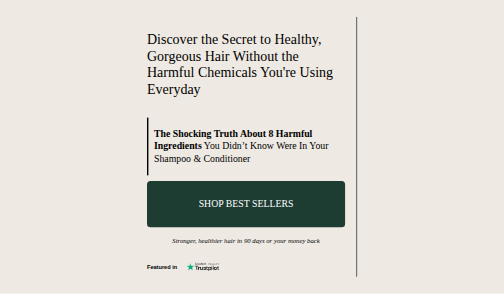 Discover the Secret to Healthy,
Gorgeous Hair Without the
Harmful Chemicals You're Using
Everyday
The Shocking Truth About 8 Harmful
Ingredients You Didn’t Know Were In Your
Shampoo & Conditioner
SHOP BEST SELLERS
Stronger, healthier hair in 90 days or your money back
Featured in
Trustpilot